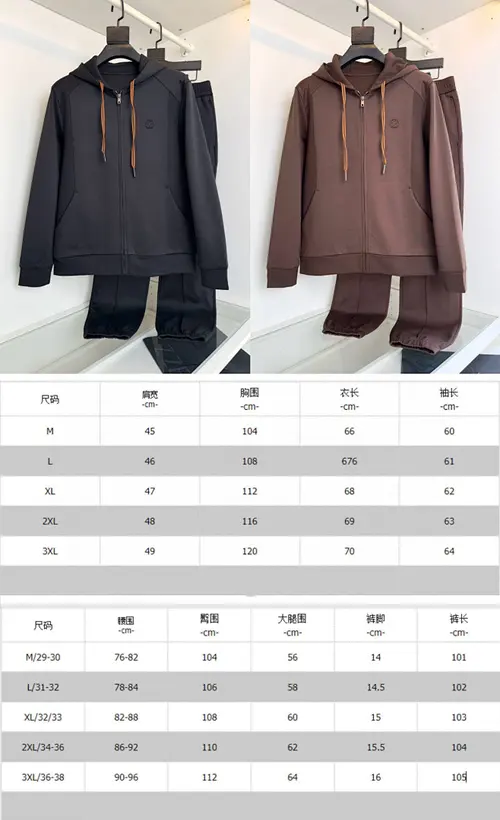 尺码 肩宽 -cm- 胸围 -cm- 衣长 -cm- 袖长 -cm-
M 45 104 66 60
L 46 108 676 61
XL 47 112 68 62
2XL 48 116 69 63
3XL 49 120 70 64
尺码 腰围 -cm- 臀围 -cm- 大腿围 -cm- 裤脚 -cm- 裤长 -cm-
M/29-30 76-82 104 56 14 101
L/31-32 78-84 106 58 14.5 102
XL/32/33 82-88 108 60 15 103
2XL/34-36 86-92 110 62 15.5 104
3XL/36-38 90-96 112 64 16 105